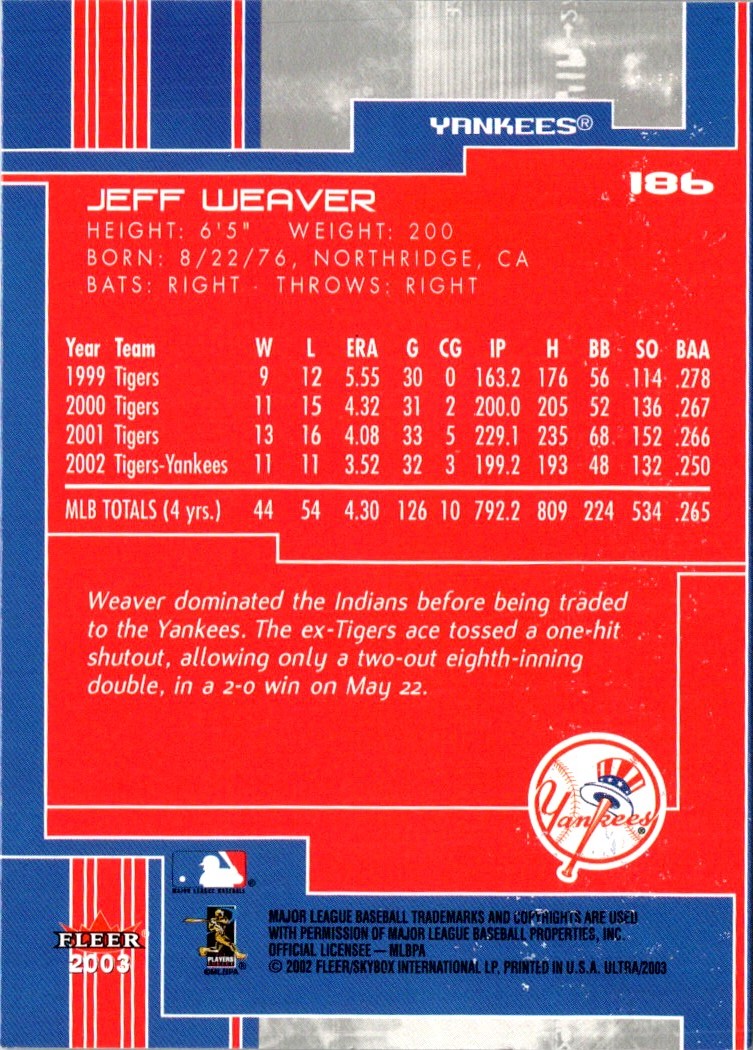 YANKEES®
186
JEFF WEAVER
HEIGHT: 6'5" WEIGHT: 200
BORN: 8/22/76, NORTHRIDGE, CA
BATS: RIGHT · THROWS: RIGHT
Year Team W L ERA G CG IP H BB SO BAA
1999 Tigers 9 12 5.55 30 0 163.2 176 56 114 .278
2000 Tigers 11 15 4.32 31 2 200.0 205 52 136 .267
2001 Tigers 13 16 4.08 33 5 229.1 235 68 152 .266
2002 Tigers-Yankees 11 11 3.52 32 3 199.2 193 48 132 .250
MLB TOTALS (4 yrs.) 44 54 4.30 126 10 792.2 809 224 534 .265
Weaver dominated the Indians before being traded
to the Yankees. The ex-Tigers ace tossed a one-hit
shutout, allowing only a two-out eighth-inning
double, in a 2-0 win on May 22.
Yankees®
MAJOR LEAGUE BASEBALL ®
FLEER
2003
PLAYERS
CHOICE
®MLBPA ®
MAJOR LEAGUE BASEBALL TRADEMARKS AND COPYRIGHTS ARE USED
WITH PERMISSION OF MAJOR LEAGUE BASEBALL PROPERTIES, INC.
OFFICIAL LICENSEE — MLBPA
© 2002 FLEER/SKYBOX INTERNATIONAL LP, PRINTED IN U.S.A. ULTRA/2003